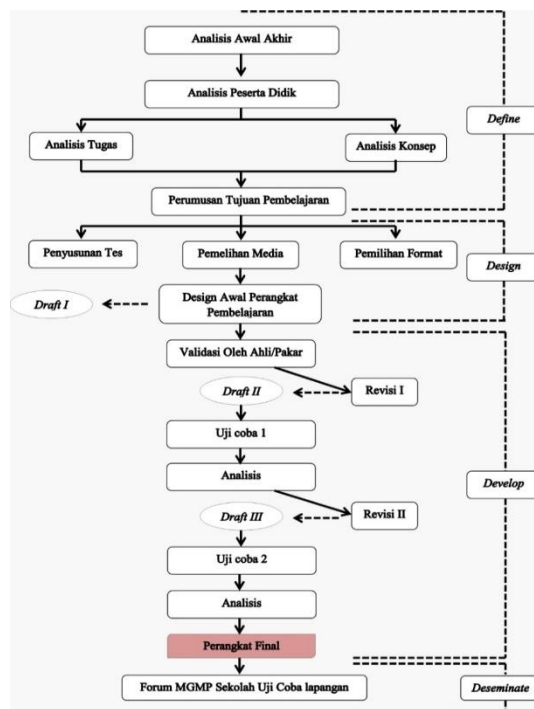 Analisis Awal Akhir
Analisis Peserta Didik
Analisis Tugas
Analisis Konsep
Define
Perumusan Tujuan Pembelajaran
Penyusunan Tes
Pemelihan Media
Pemilihan Format
Design
Draft I
Design Awal Perangkat
Pembelajaran
Validasi Oleh Ahli/Pakar
Draft II
Revisi I
Uji coba 1
Analisis
Develop
Draft III
Revisi II
Uji coba 2
Analisis
Perangkat Final
Forum MGMP Sekolah Uji Coba lapangan
Deseminate